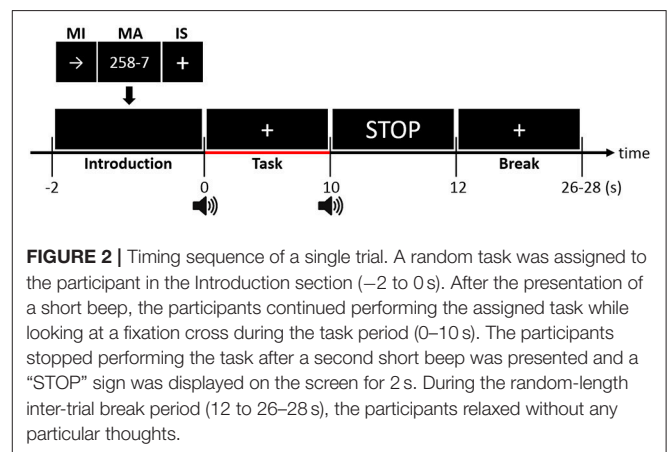 MI MA IS
→ 258-7 +
+ STOP +
time
Introduction Task Break
-2 0 10 12 26-28 (s)
FIGURE 2 | Timing sequence of a single trial. A random task was assigned to
the participant in the Introduction section (−2 to 0 s). After the presentation of
a short beep, the participants continued performing the assigned task while
looking at a fixation cross during the task period (0–10 s). The participants
stopped performing the task after a second short beep was presented and a
“STOP” sign was displayed on the screen for 2 s. During the random-length
inter-trial break period (12 to 26–28 s), the participants relaxed without any
particular thoughts.